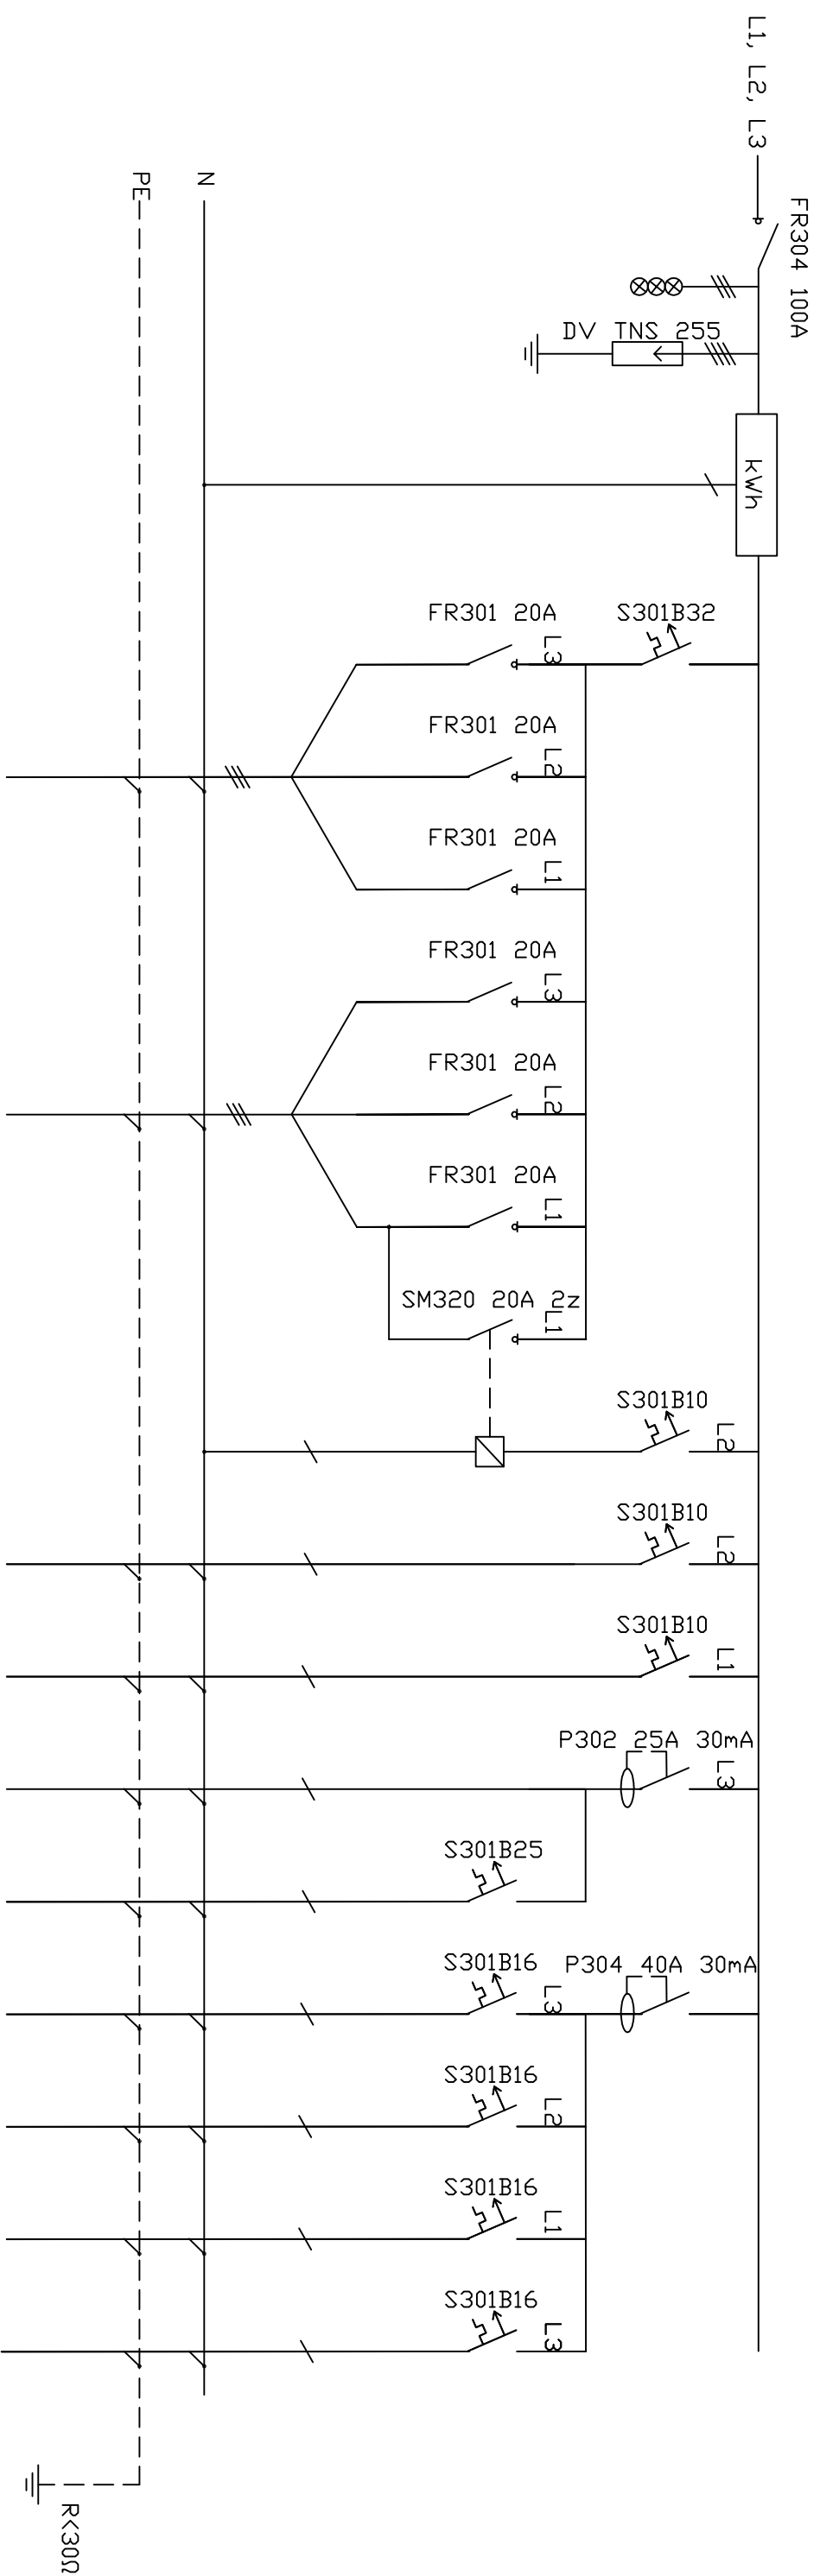 L1, L2, L3
FR304 100A
DV TNS 255
kWh
N
PE
S301B32
FR301 20A
L3
FR301 20A
L2
FR301 20A
L1
FR301 20A
L3
FR301 20A
L2
FR301 20A
L1
SM320 20A 2z
L1
S301B10
L2
S301B10
L2
S301B10
L1
P302 25A 30mA
L3
S301B25
P304 40A 30mA
S301B16
L3
S301B16
L2
S301B16
L1
S301B16
L3
R<30Ω